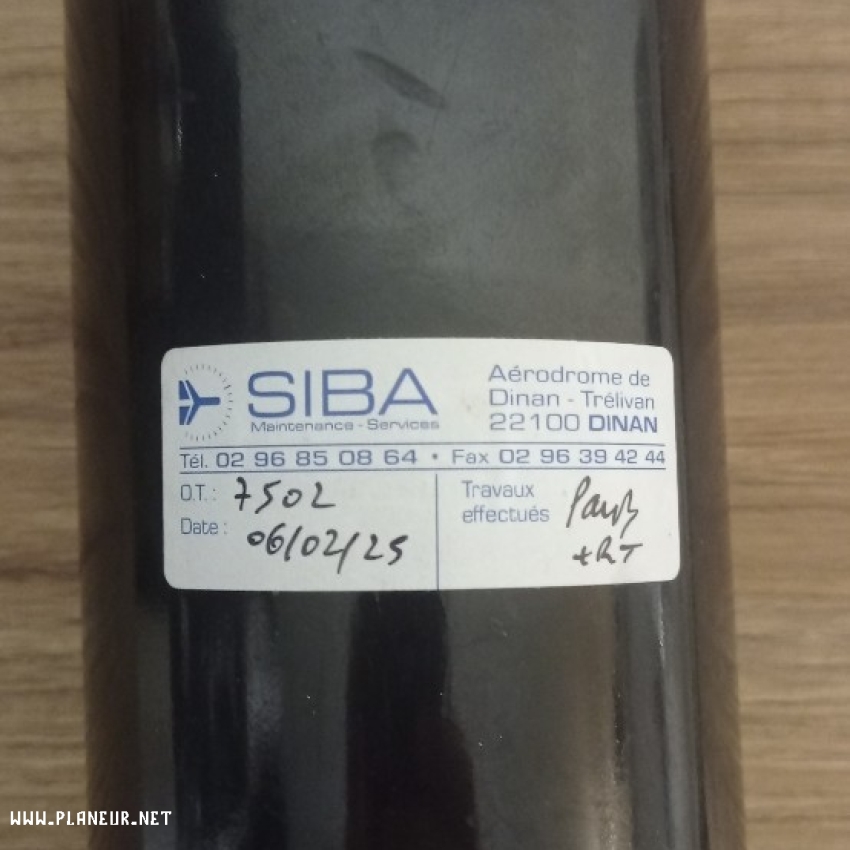 SIBA
Maintenance - Services
Aérodrome de
Dinan - Trélivan
22100 DINAN
Tél. 02 96 85 08 64 • Fax 02 96 39 42 44
O.T.: 7502
Date: 06/02/25
Travaux
effectués
+RT
WWW.PLANEUR.NET